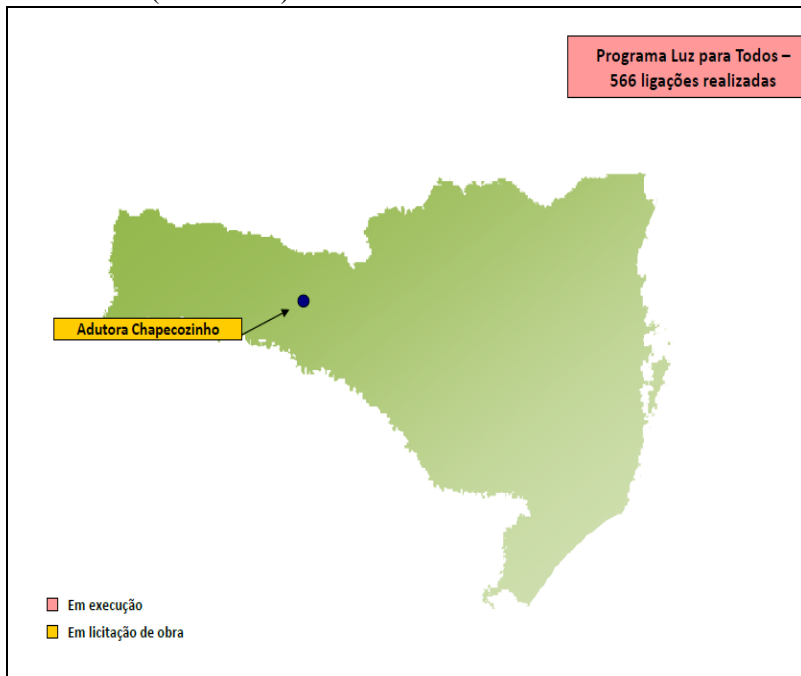 Programa Luz para Todos –
566 ligações realizadas
Adutora Chapecozinho
Em execução
Em licitação de obra